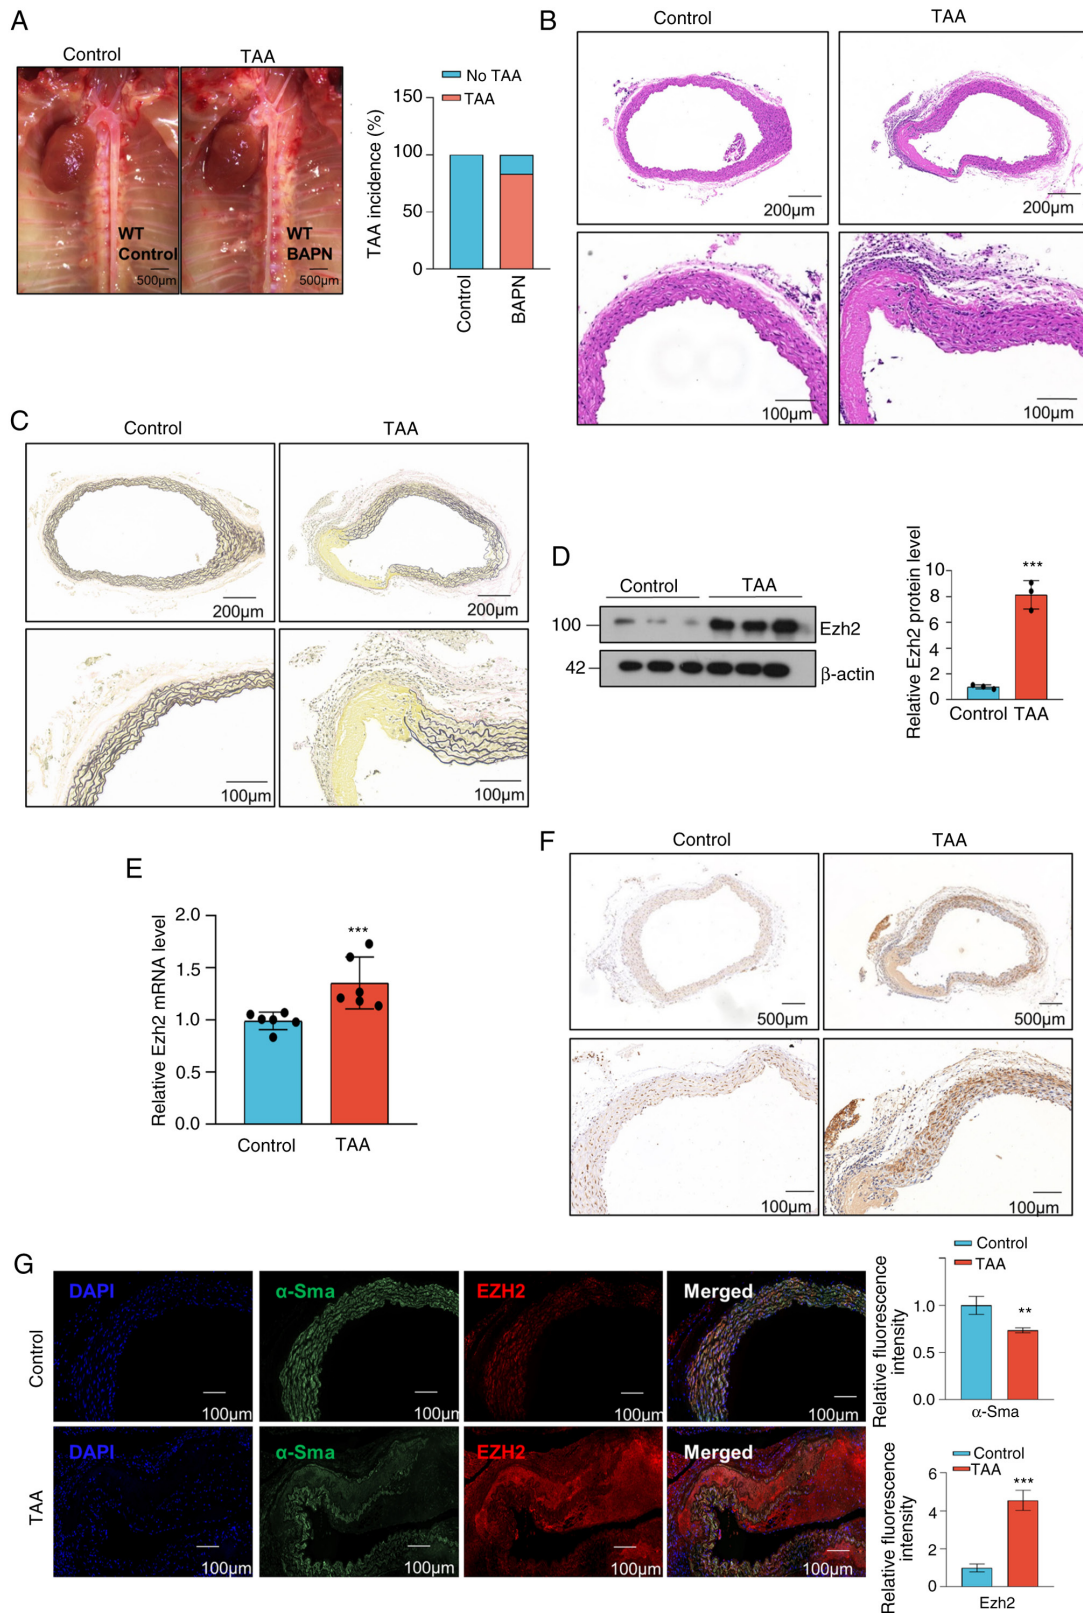 A
Control
TAA
WT
Control
500µm
WT
BAPN
500µm
No TAA
TAA
TAA incidence (%)
150
100
50
0
Control
BAPN
B
Control
TAA
200µm
200µm
100µm
100µm
C
Control
TAA
200µm
200µm
100µm
100µm
D
Control
TAA
100
Ezh2
42
β-actin
Relative Ezh2 protein level
10
8
6
4
2
0
***
Control
TAA
E
Relative Ezh2 mRNA level
2.0
1.5
1.0
0.5
0.0
***
Control
TAA
F
Control
TAA
500µm
500µm
100µm
100µm
G
Control
DAPI
100µm
α-Sma
100µm
EZH2
100µm
Merged
100µm
TAA
DAPI
100µm
α-Sma
100µm
EZH2
100µm
Merged
100µm
Control
TAA
Relative fluorescence
intensity
1.0
0.5
0.0
**
α-Sma
Control
TAA
Relative fluorescence
intensity
6
4
2
0
***
Ezh2